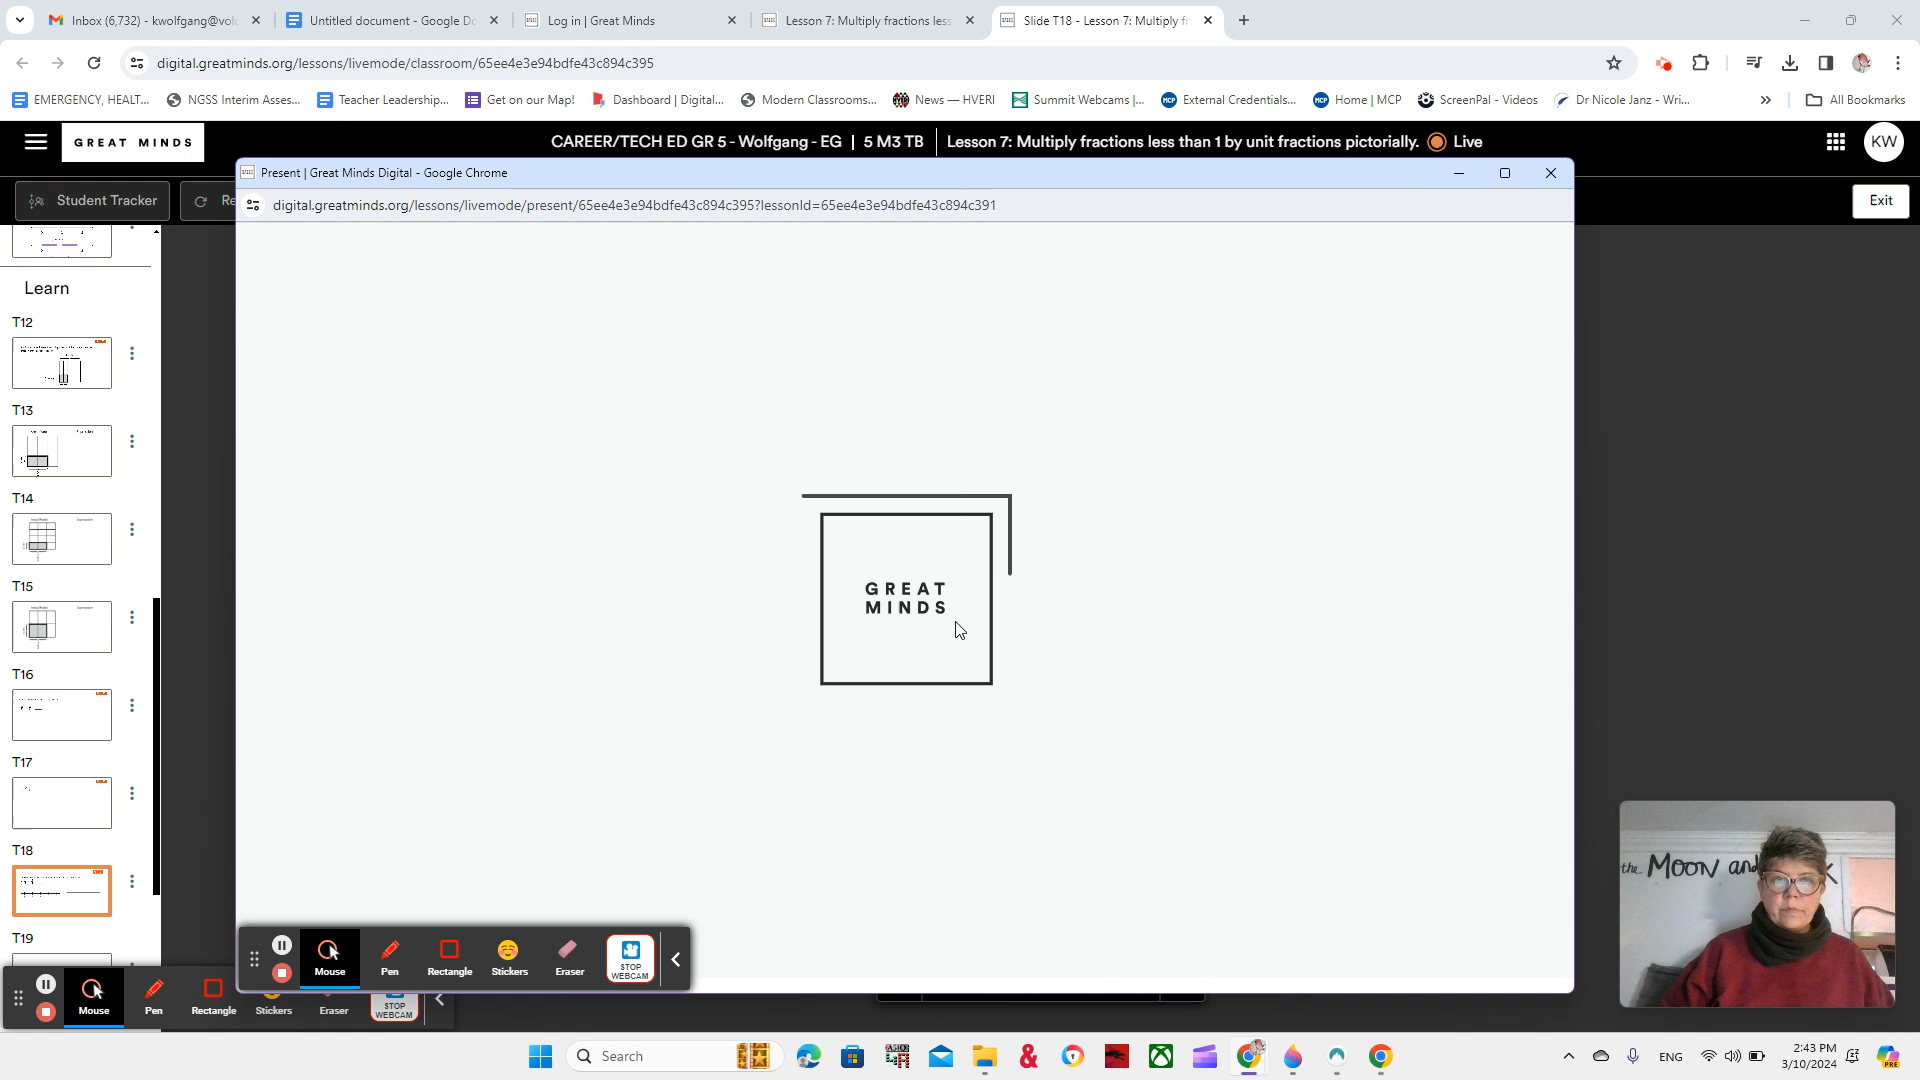 Inbox (6,732) - kwolfgang@volc
Untitled document - Google Do
Log in | Great Minds
Lesson 7: Multiply fractions less
Slide T18 - Lesson 7: Multiply fr
digital.greatminds.org/lessons/livemode/classroom/65ee4e3e94bdfe43c894c395
EMERGENCY, HEALT...
NGSS Interim Asses...
Teacher Leadership...
Get on our Map!
Dashboard | Digital...
Modern Classrooms...
News — HVERI
Summit Webcams |...
External Credentials...
Home | MCP
ScreenPal - Videos
Dr Nicole Janz - Wri...
All Bookmarks
GREAT MINDS
CAREER/TECH ED GR 5 - Wolfgang - EG | 5 M3 TB
Lesson 7: Multiply fractions less than 1 by unit fractions pictorially.
Live
KW
Present | Great Minds Digital - Google Chrome
Student Tracker
Re
digital.greatminds.org/lessons/livemode/present/65ee4e3e94bdfe43c894c395?lessonId=65ee4e3e94bdfe43c894c391
Exit
Learn
T12
T13
T14
T15
T16
T17
T18
T19
GREAT
MINDS
the Moon and
Mouse
Pen
Rectangle
Stickers
Eraser
STOP
WEBCAM
Mouse
Pen
Rectangle
Stickers
Eraser
STOP
WEBCAM
Search
ENG
2:43 PM
3/10/2024
PRE